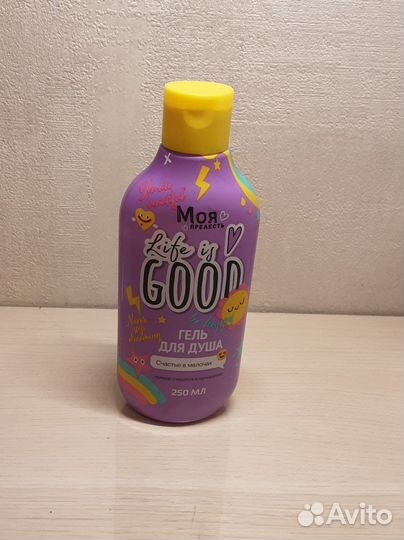 Моя
ПРЕЛЕСТЬ
Life is
GOOD
ГЕЛЬ
ДЛЯ ДУША
Счастье в мелочах
250 МЛ
Avito